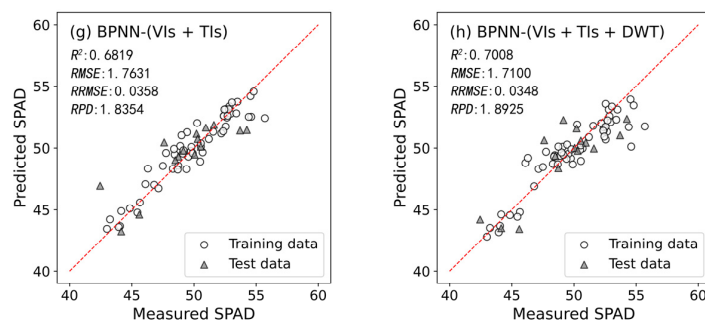 (g) BPNN-(VIs + TIs)
R²:0.6819
RMSE:1.7631
RRMSE:0.0358
RPD:1.8354
60
55
50
45
40
Predicted SPAD
Training data
Test data
40 45 50 55 60
Measured SPAD
(h) BPNN-(VIs + TIs + DWT)
R²:0.7008
RMSE:1.7100
RRMSE:0.0348
RPD:1.8925
60
55
50
45
40
Predicted SPAD
Training data
Test data
40 45 50 55 60
Measured SPAD